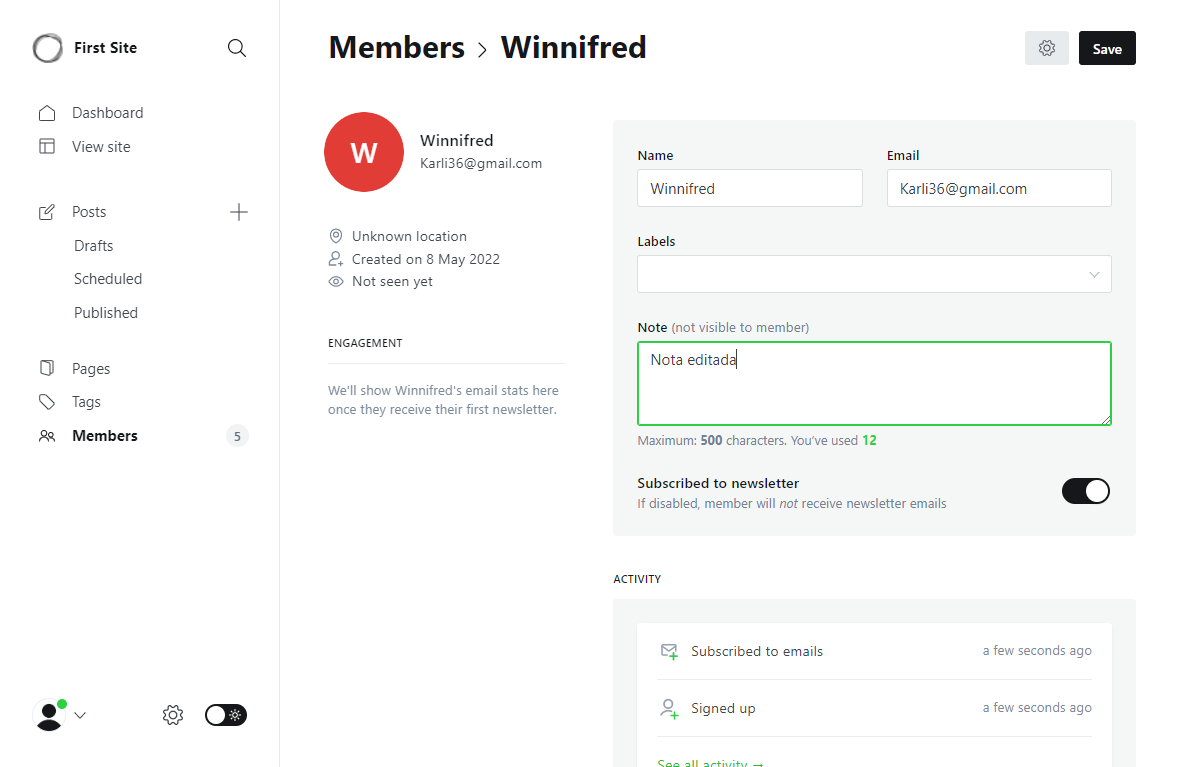 First Site
Dashboard
View site
Posts
Drafts
Scheduled
Published
Pages
Tags
Members 5
Members > Winnifred
Save
W
Winnifred
Karli36@gmail.com
Unknown location
Created on 8 May 2022
Not seen yet
ENGAGEMENT
We'll show Winnifred's email stats here
once they receive their first newsletter.
Name
Winnifred
Email
Karli36@gmail.com
Labels
Note (not visible to member)
Nota editada
Maximum: 500 characters. You've used 12
Subscribed to newsletter
If disabled, member will not receive newsletter emails
ACTIVITY
Subscribed to emails a few seconds ago
Signed up a few seconds ago
See all activity →